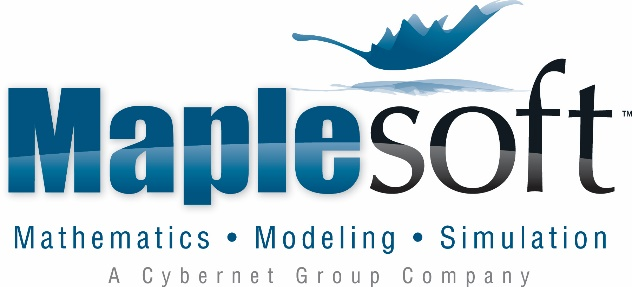 Maplesoft™
Mathematics • Modeling • Simulation
A Cybernet Group Company